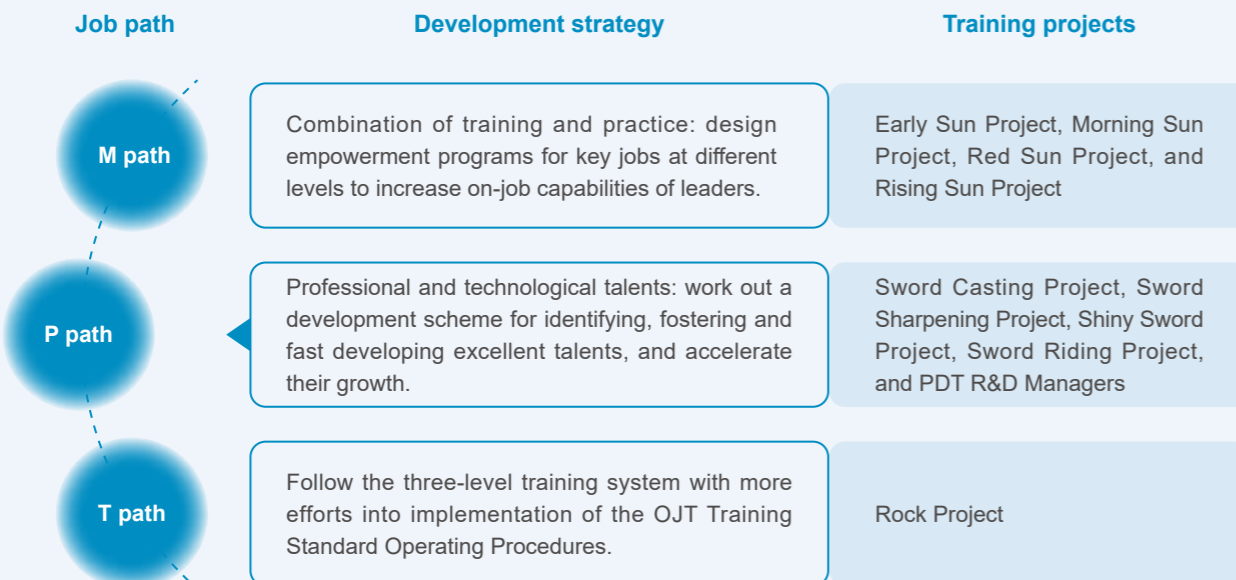 Job path
Development strategy
Training projects
M path
Combination of training and practice: design
empowerment programs for key jobs at different
levels to increase on-job capabilities of leaders.
Early Sun Project, Morning Sun
Project, Red Sun Project, and
Rising Sun Project
P path
Professional and technological talents: work out a
development scheme for identifying, fostering and
fast developing excellent talents, and accelerate
their growth.
Sword Casting Project, Sword
Sharpening Project, Shiny Sword
Project, Sword Riding Project,
and PDT R&D Managers
T path
Follow the three-level training system with more
efforts into implementation of the OJT Training
Standard Operating Procedures.
Rock Project